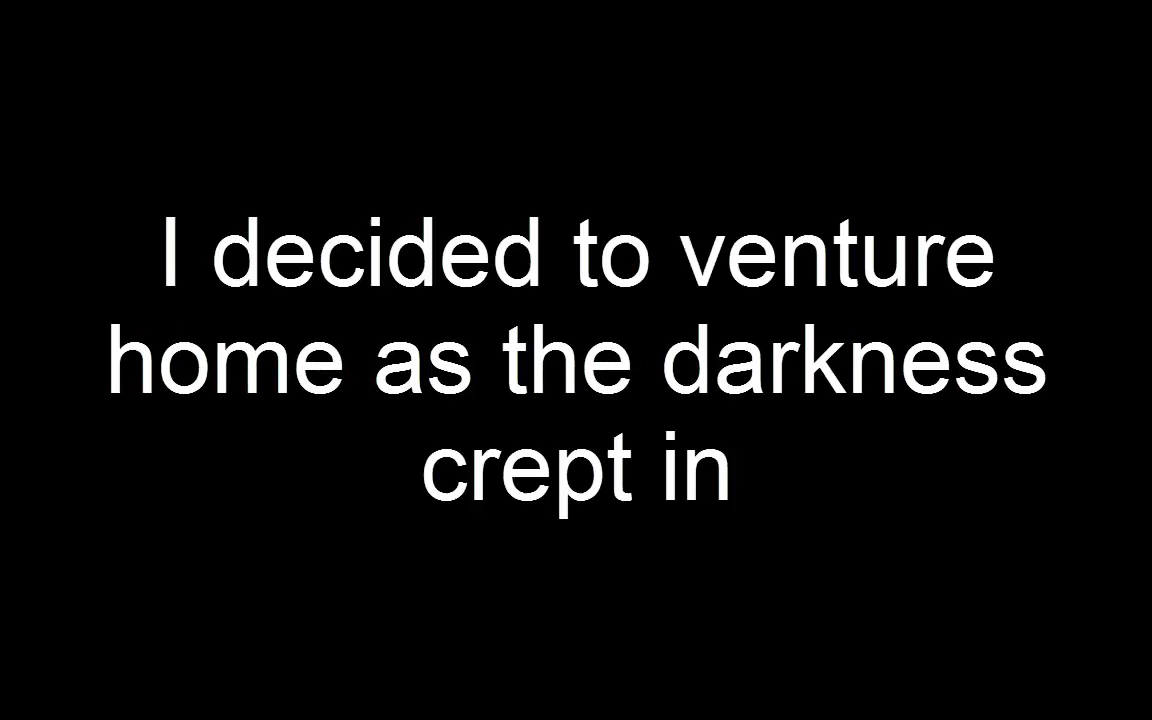 I decided to venture
home as the darkness
crept in